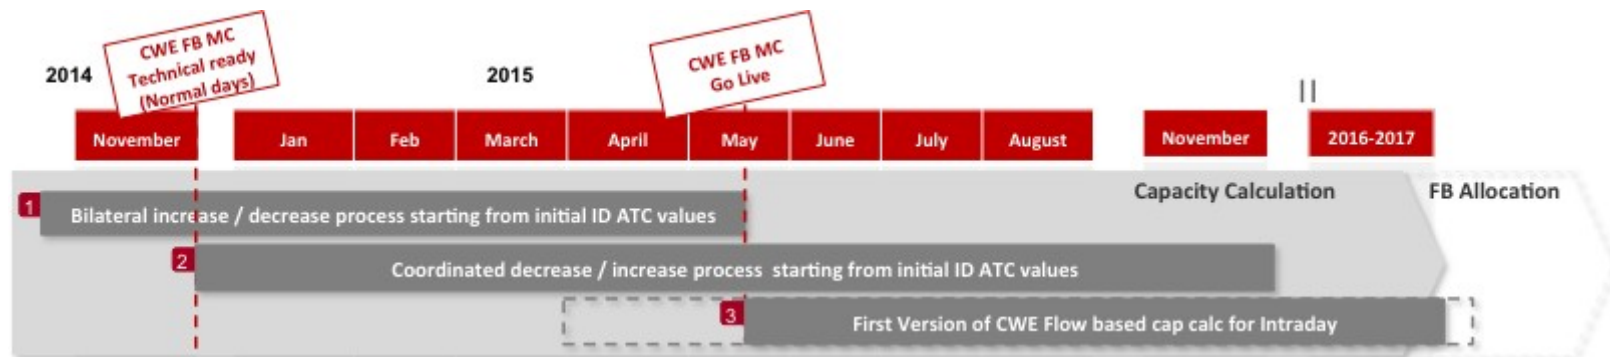 2014
CWE FB MC
Technical ready
(Normal days)
2015
CWE FB MC
Go Live
||
November
Jan
Feb
March
April
May
June
July
August
November
2016-2017
Capacity Calculation
FB Allocation
1
Bilateral increase / decrease process starting from initial ID ATC values
2
Coordinated decrease / increase process starting from initial ID ATC values
3
First Version of CWE Flow based cap calc for Intraday